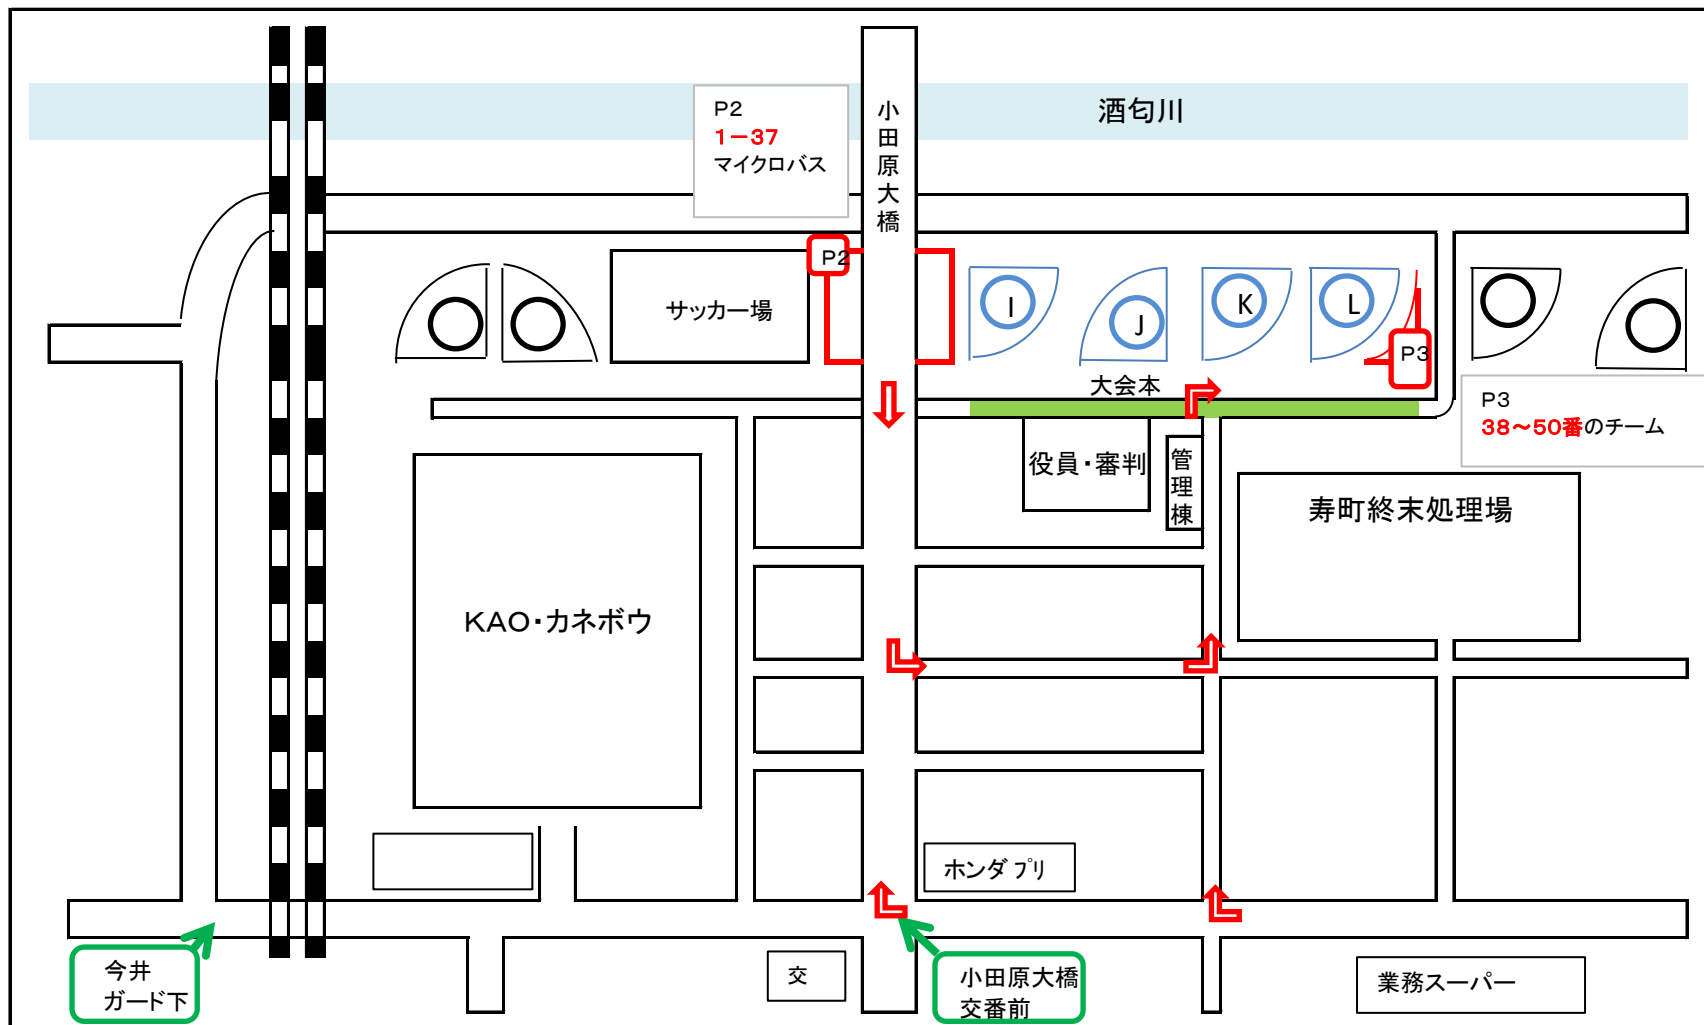 P2
1－37
マイクロバス
小田原大橋
酒匂川
P2
サッカー場
I
J
K
L
P3
大会本
P3
38～50番のチーム
役員・審判
管理棟
寿町終末処理場
KAO・カネボウ
ホンダプリ
今井
ガード下
交
小田原大橋
交番前
業務スーパー